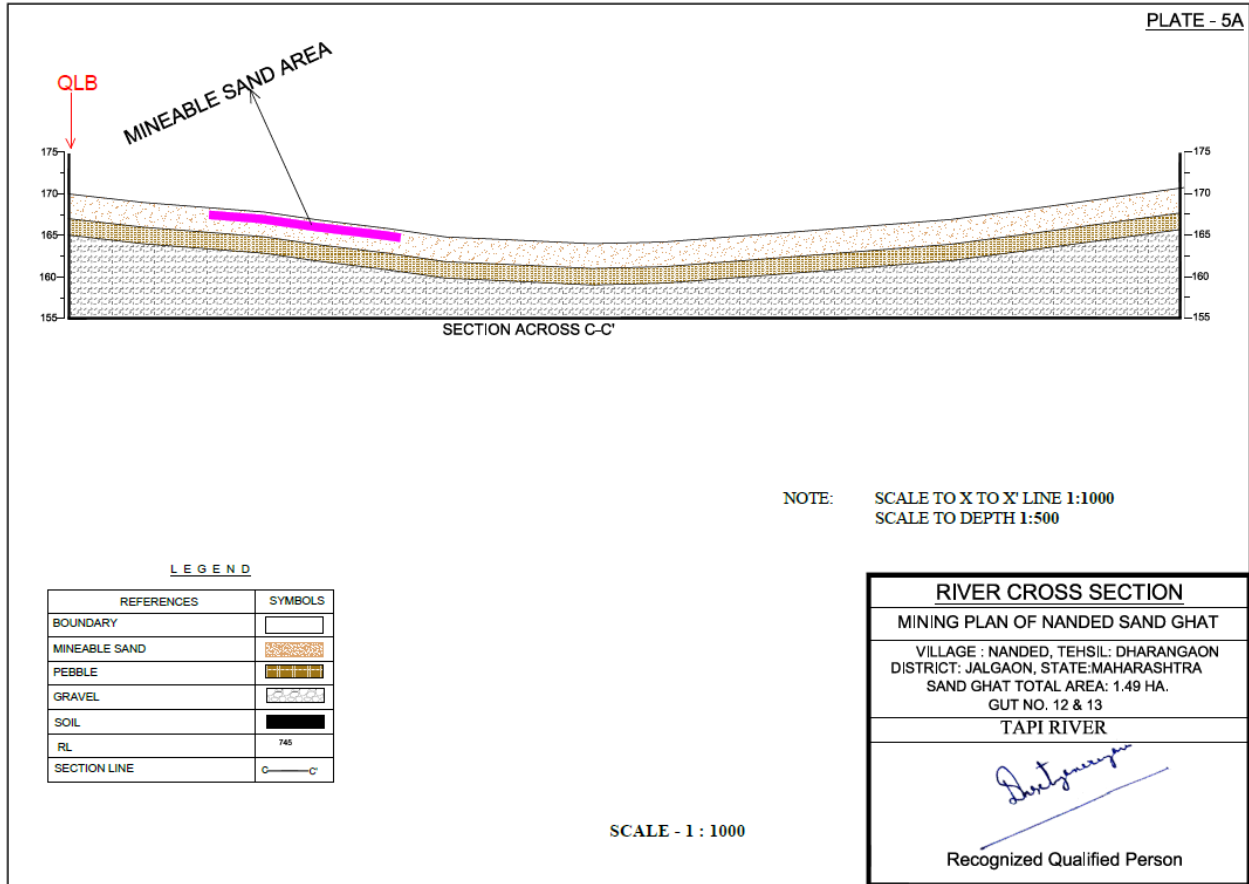 PLATE - 5A
QLB
MINEABLE SAND AREA
175
170
165
160
155
175
170
165
160
155
SECTION ACROSS C-C'
NOTE: SCALE TO X TO X' LINE 1:1000
SCALE TO DEPTH 1:500
LEGEND
REFERENCES SYMBOLS
BOUNDARY
MINEABLE SAND
PEBBLE
GRAVEL
SOIL
RL 745
SECTION LINE C C'
SCALE - 1 : 1000
RIVER CROSS SECTION
MINING PLAN OF NANDED SAND GHAT
VILLAGE : NANDED, TEHSIL: DHARANGAON
DISTRICT: JALGAON, STATE:MAHARASHTRA
SAND GHAT TOTAL AREA: 1.49 HA.
GUT NO. 12 & 13
TAPI RIVER
Recognized Qualified Person